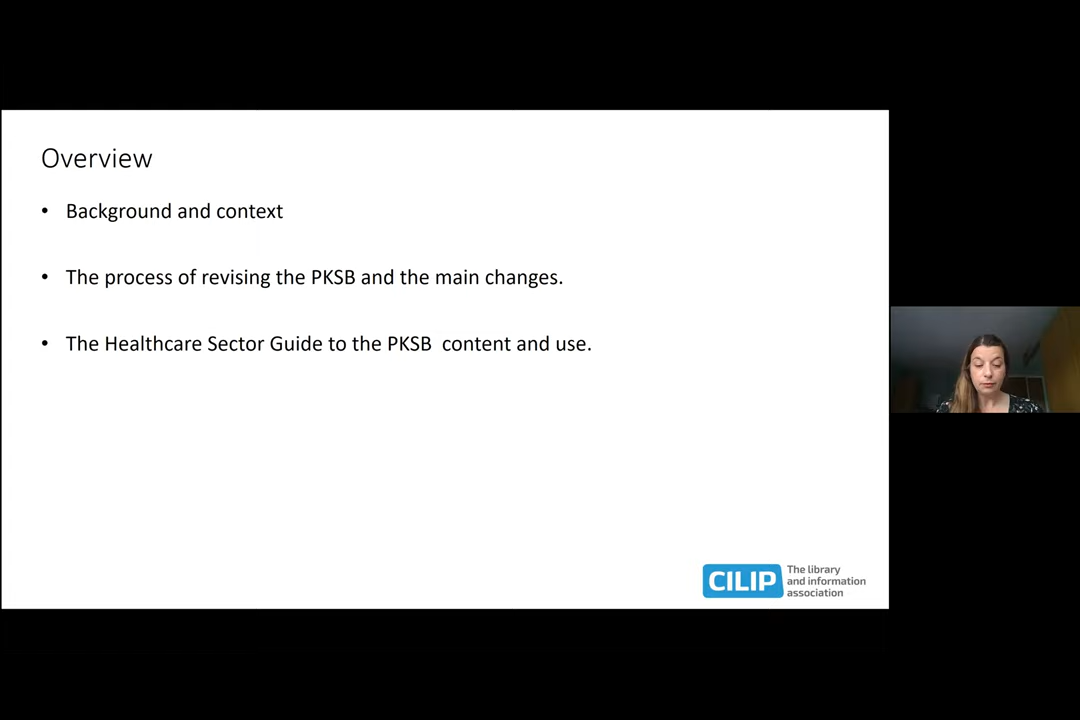 Overview
• Background and context
• The process of revising the PKSB and the main changes.
• The Healthcare Sector Guide to the PKSB  content and use.
CILIP
The library
and information
association